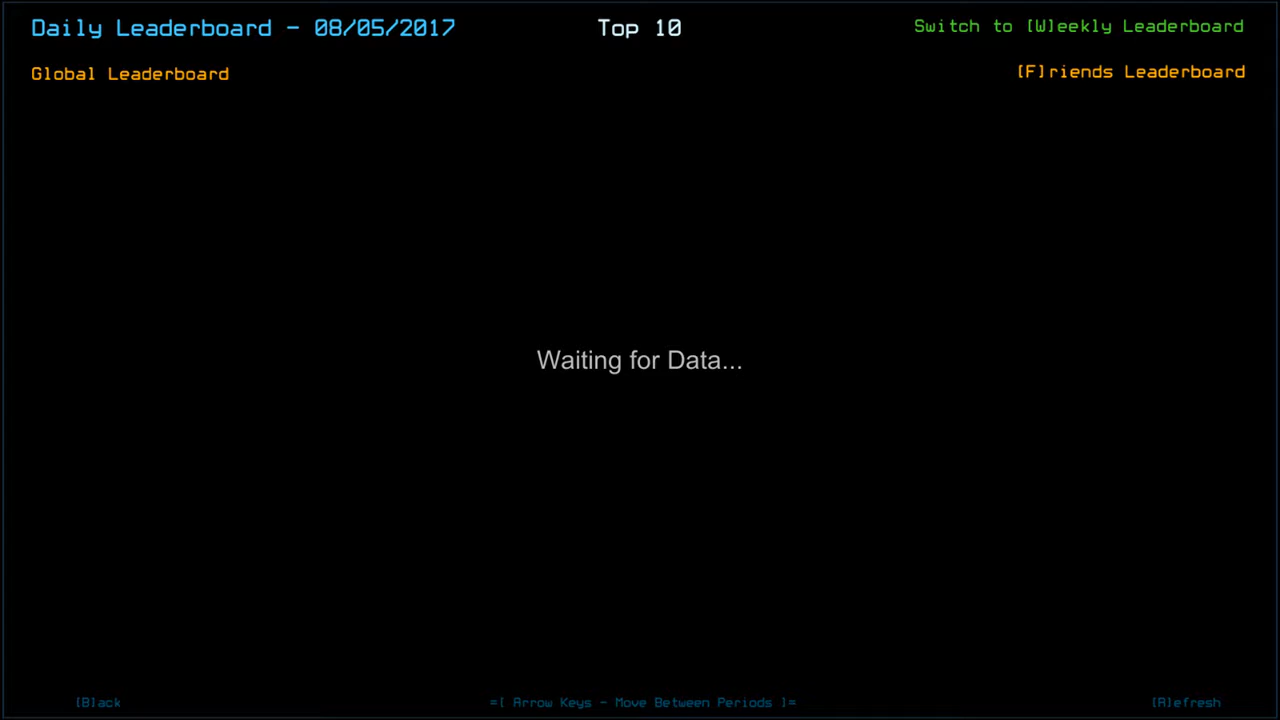 Daily Leaderboard - 08/05/2017 Top 10 Switch to [W]eekly Leaderboard
Global Leaderboard [F]riends Leaderboard
Waiting for Data...
[B]ack =[ Arrow Keys - Move Between Periods ]= [R]efresh